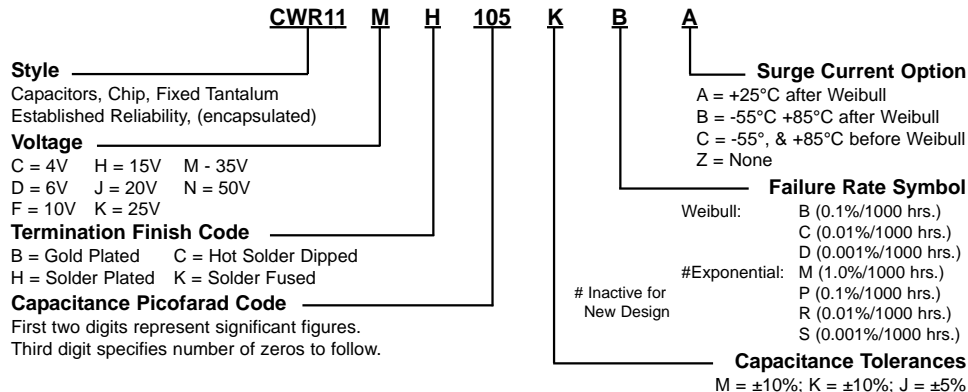 CWR11 M H 105 K B A
Style
Capacitors, Chip, Fixed Tantalum
Established Reliability, (encapsulated)
Voltage
C = 4V H = 15V M - 35V
D = 6V J = 20V N = 50V
F = 10V K = 25V
Termination Finish Code
B = Gold Plated C = Hot Solder Dipped
H = Solder Plated K = Solder Fused
Capacitance Picofarad Code
First two digits represent significant figures.
Third digit specifies number of zeros to follow.
Surge Current Option
A = +25°C after Weibull
B = -55°C +85°C after Weibull
C = -55°, & +85°C before Weibull
Z = None
Failure Rate Symbol
Weibull: B (0.1%/1000 hrs.)
C (0.01%/1000 hrs.)
D (0.001%/1000 hrs.)
#Exponential: M (1.0%/1000 hrs.)
P (0.1%/1000 hrs.)
R (0.01%/1000 hrs.)
S (0.001%/1000 hrs.)
# Inactive for
New Design
Capacitance Tolerances
M = ±10%; K = ±10%; J = ±5%